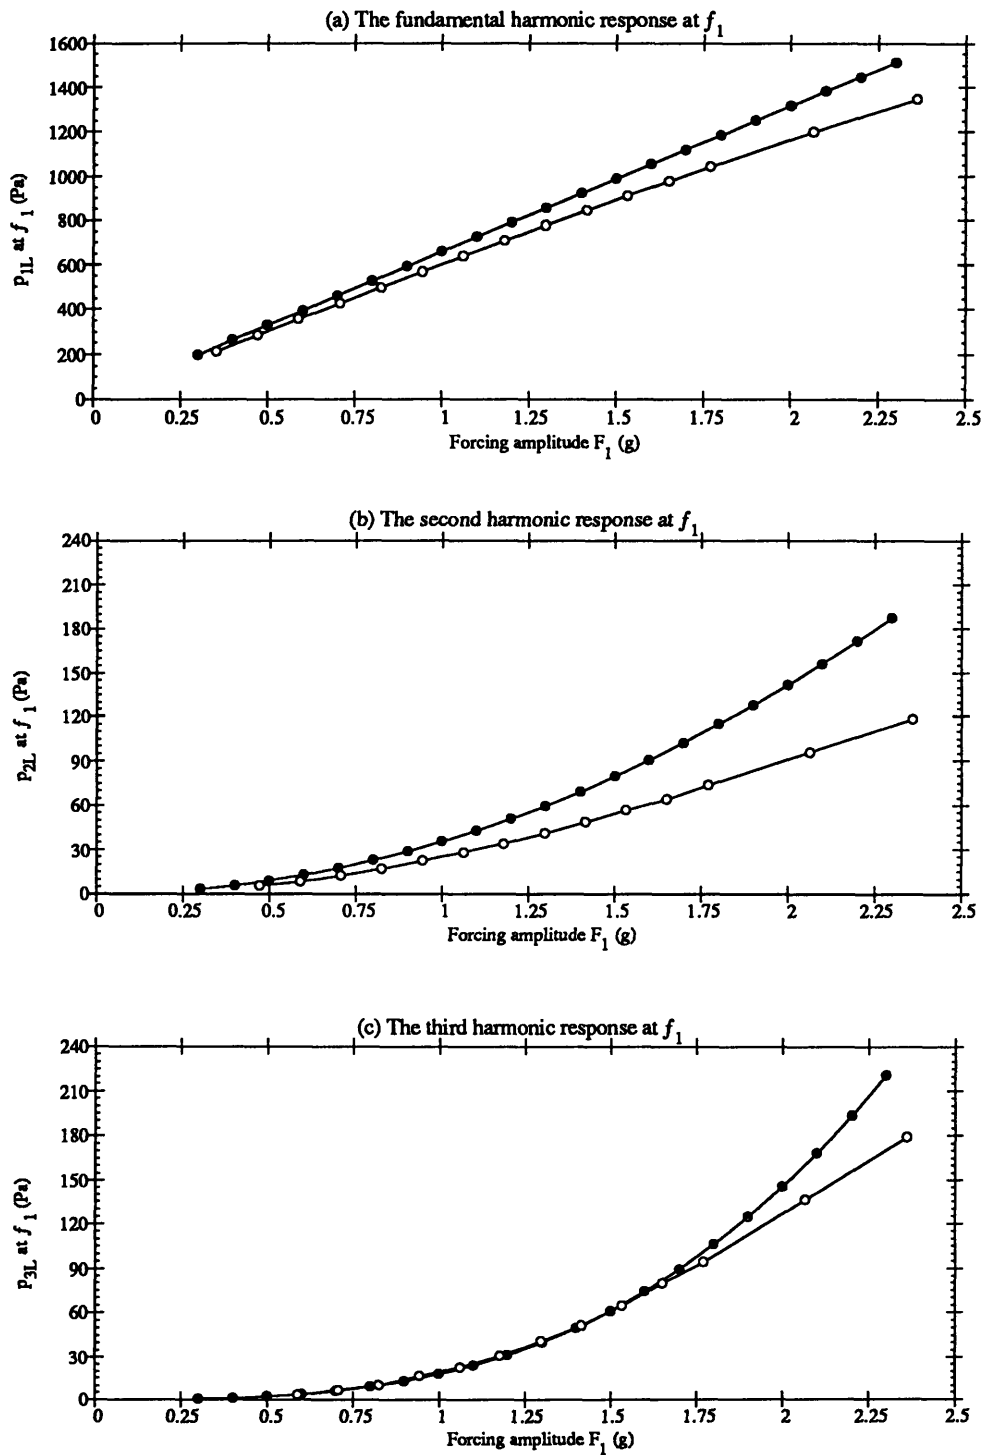 (a) The fundamental harmonic response at f1
1600
1400
1200
1000
800
600
400
200
0
p1L at f 1 (Pa)
0 0.25 0.5 0.75 1 1.25 1.5 1.75 2 2.25 2.5
Forcing amplitude F1 (g)
(b) The second harmonic response at f1
240
210
180
150
120
90
60
30
0
p2L at f 1 (Pa)
0 0.25 0.5 0.75 1 1.25 1.5 1.75 2 2.25 2.5
Forcing amplitude F1 (g)
(c) The third harmonic response at f1
240
210
180
150
120
90
60
30
0
p3L at f 1 (Pa)
0 0.25 0.5 0.75 1 1.25 1.5 1.75 2 2.25 2.5
Forcing amplitude F1 (g)